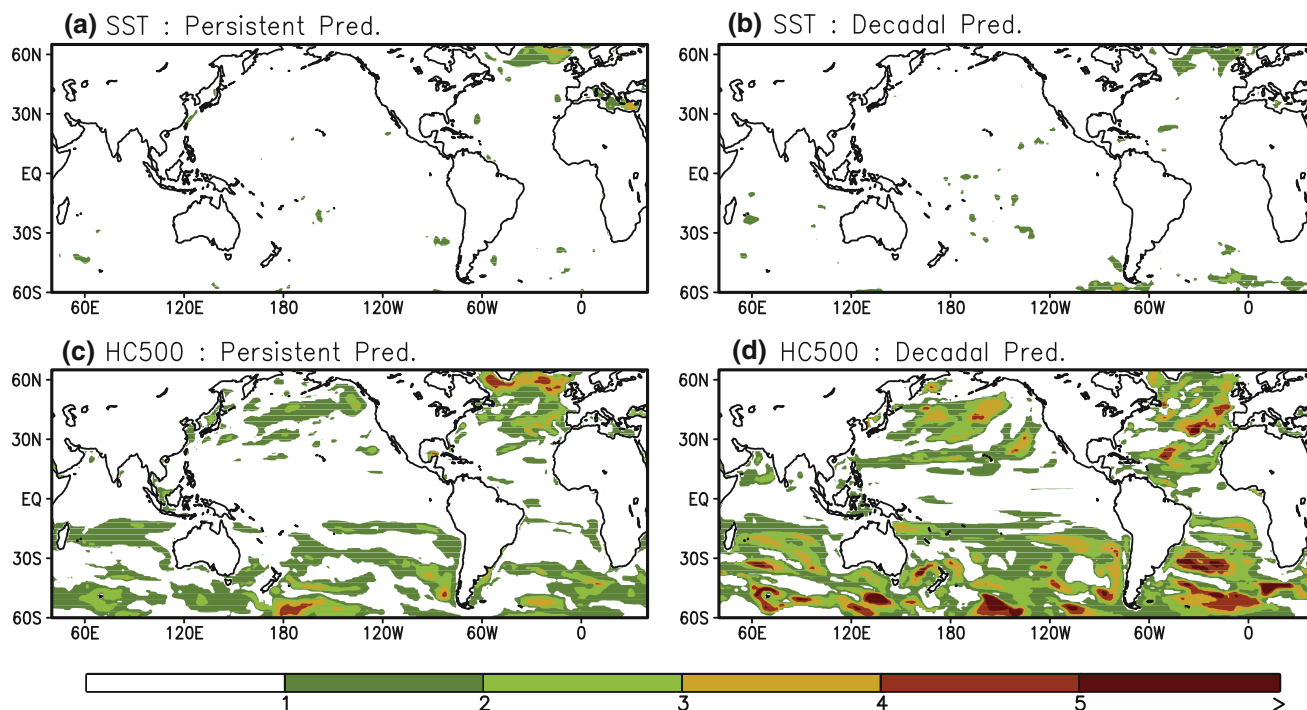 (a) SST : Persistent Pred.
(b) SST : Decadal Pred.
60N
30N
EQ
30S
60S
60E 120E 180 120W 60W 0
60N
30N
EQ
30S
60S
60E 120E 180 120W 60W 0
(c) HC500 : Persistent Pred.
(d) HC500 : Decadal Pred.
60N
30N
EQ
30S
60S
60E 120E 180 120W 60W 0
60N
30N
EQ
30S
60S
60E 120E 180 120W 60W 0
1 2 3 4 5 >